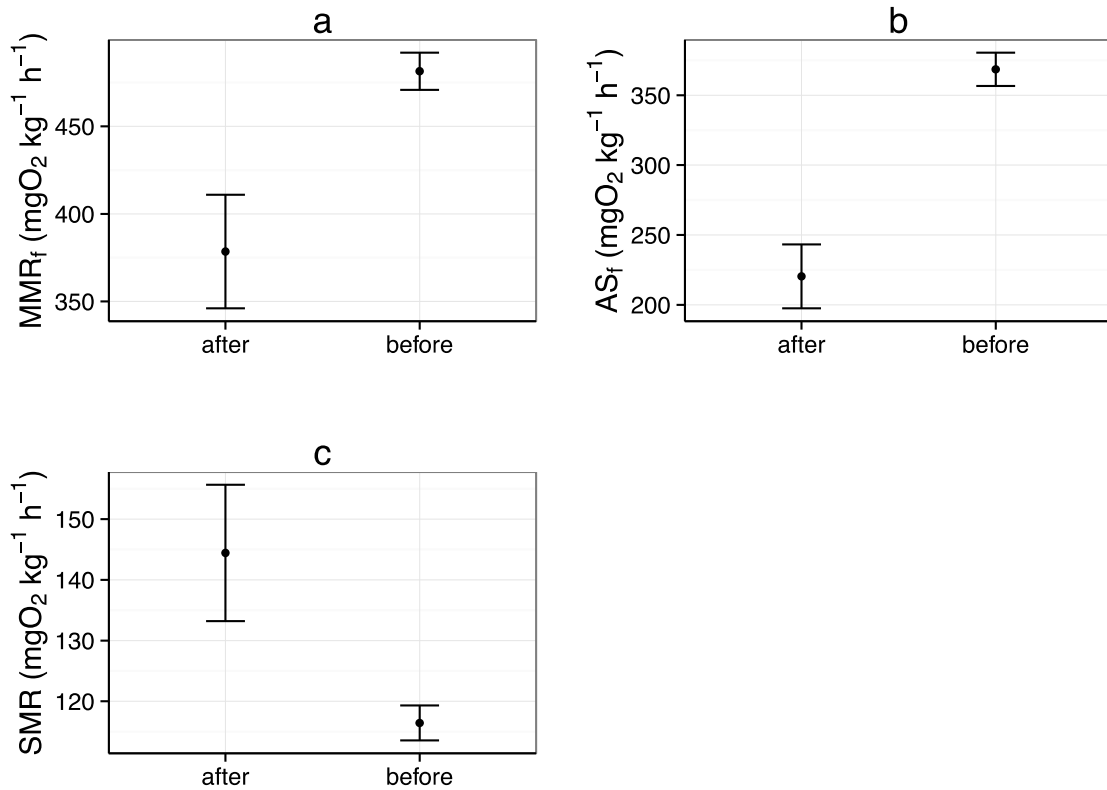 a
MMRf (mgO2 kg−1 h−1)
450
400
350
after before
b
ASf (mgO2 kg−1 h−1)
350
300
250
200
after before
c
SMR (mgO2 kg−1 h−1)
150
140
130
120
after before